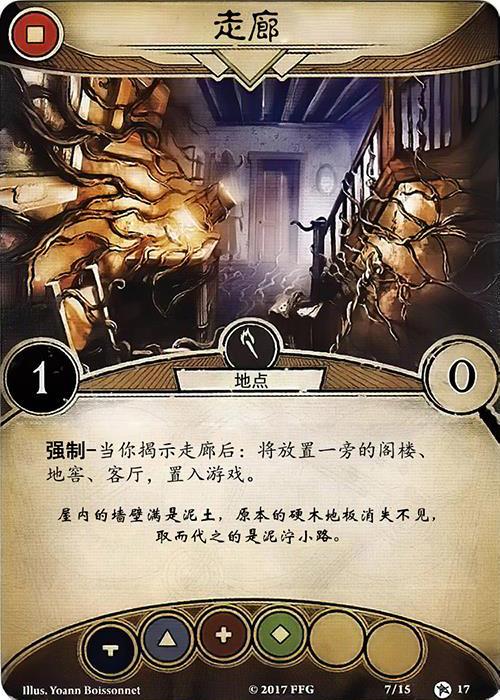 走廊
1
地点
0
强制-当你揭示走廊后：将放置一旁的阁楼、
地窖、客厅，置入游戏。
屋内的墙壁满是泥土，原本的硬木地板消失不见，
取而代之的是泥泞小路。
Illus. Yoann Boissonnet
© 2017 FFG
7/15
17